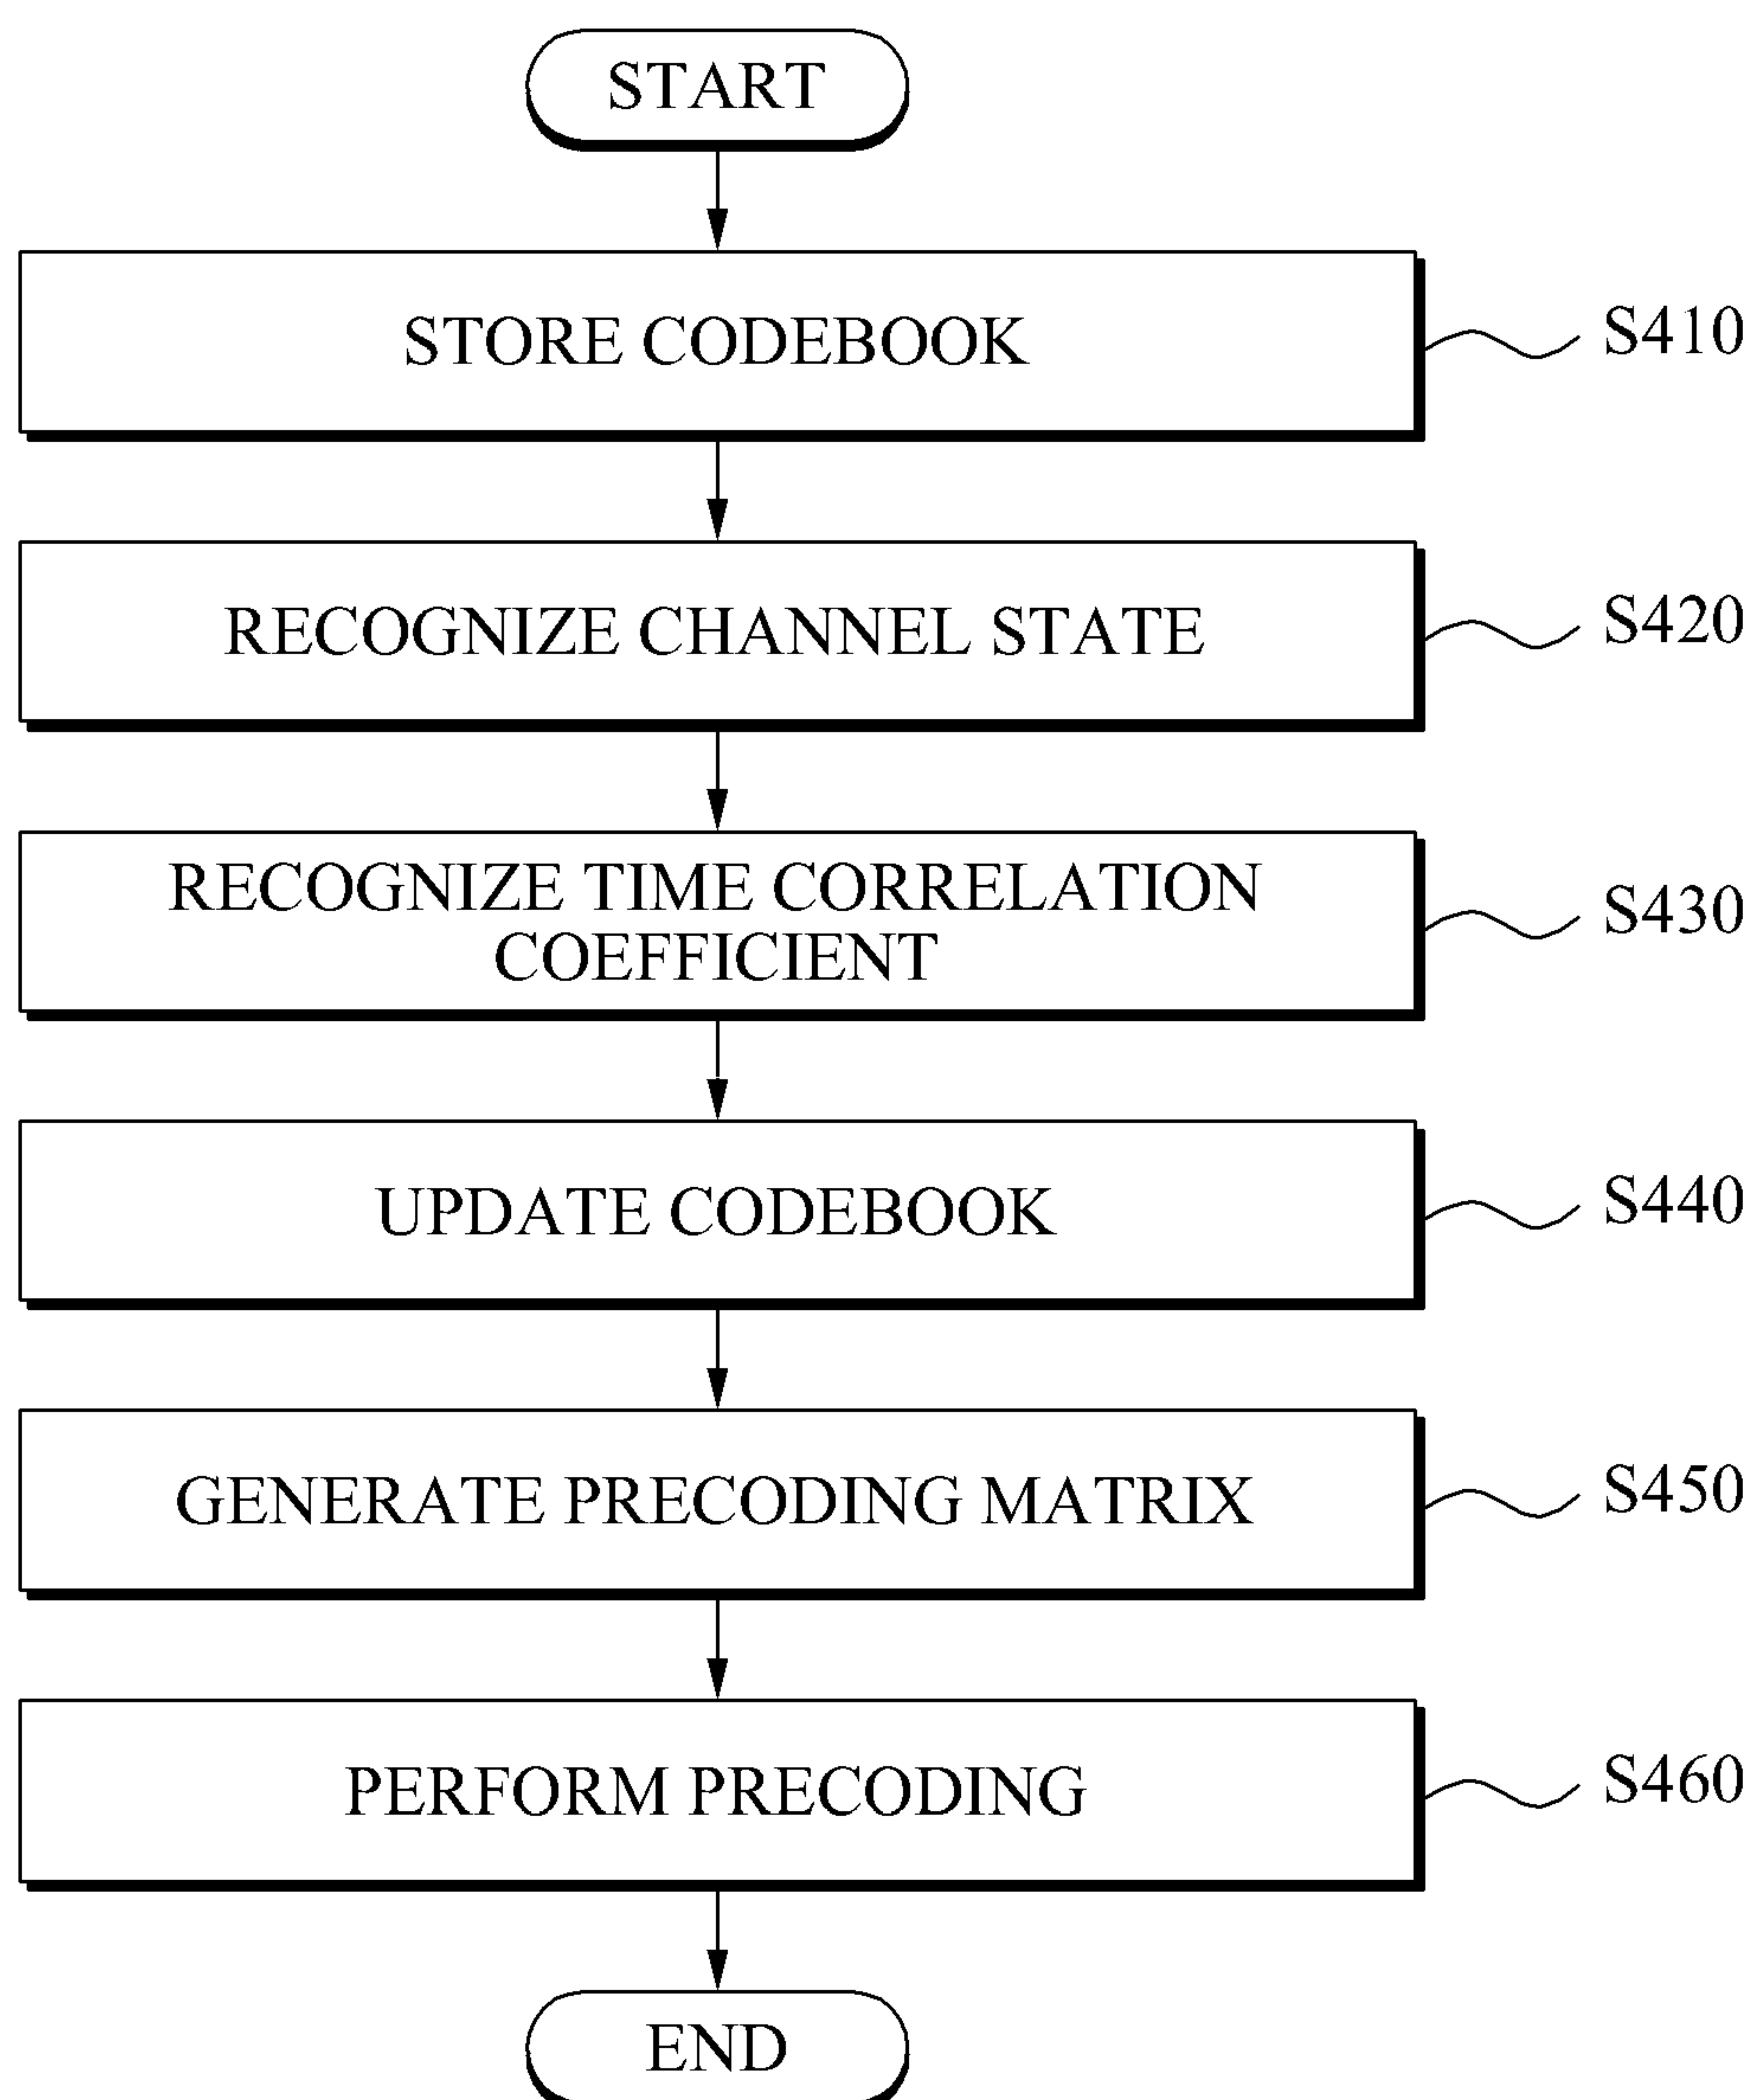 START
STORE CODEBOOK
S410
RECOGNIZE CHANNEL STATE
S420
RECOGNIZE TIME CORRELATION
COEFFICIENT
S430
UPDATE CODEBOOK
S440
GENERATE PRECODING MATRIX
S450
PERFORM PRECODING
S460
END